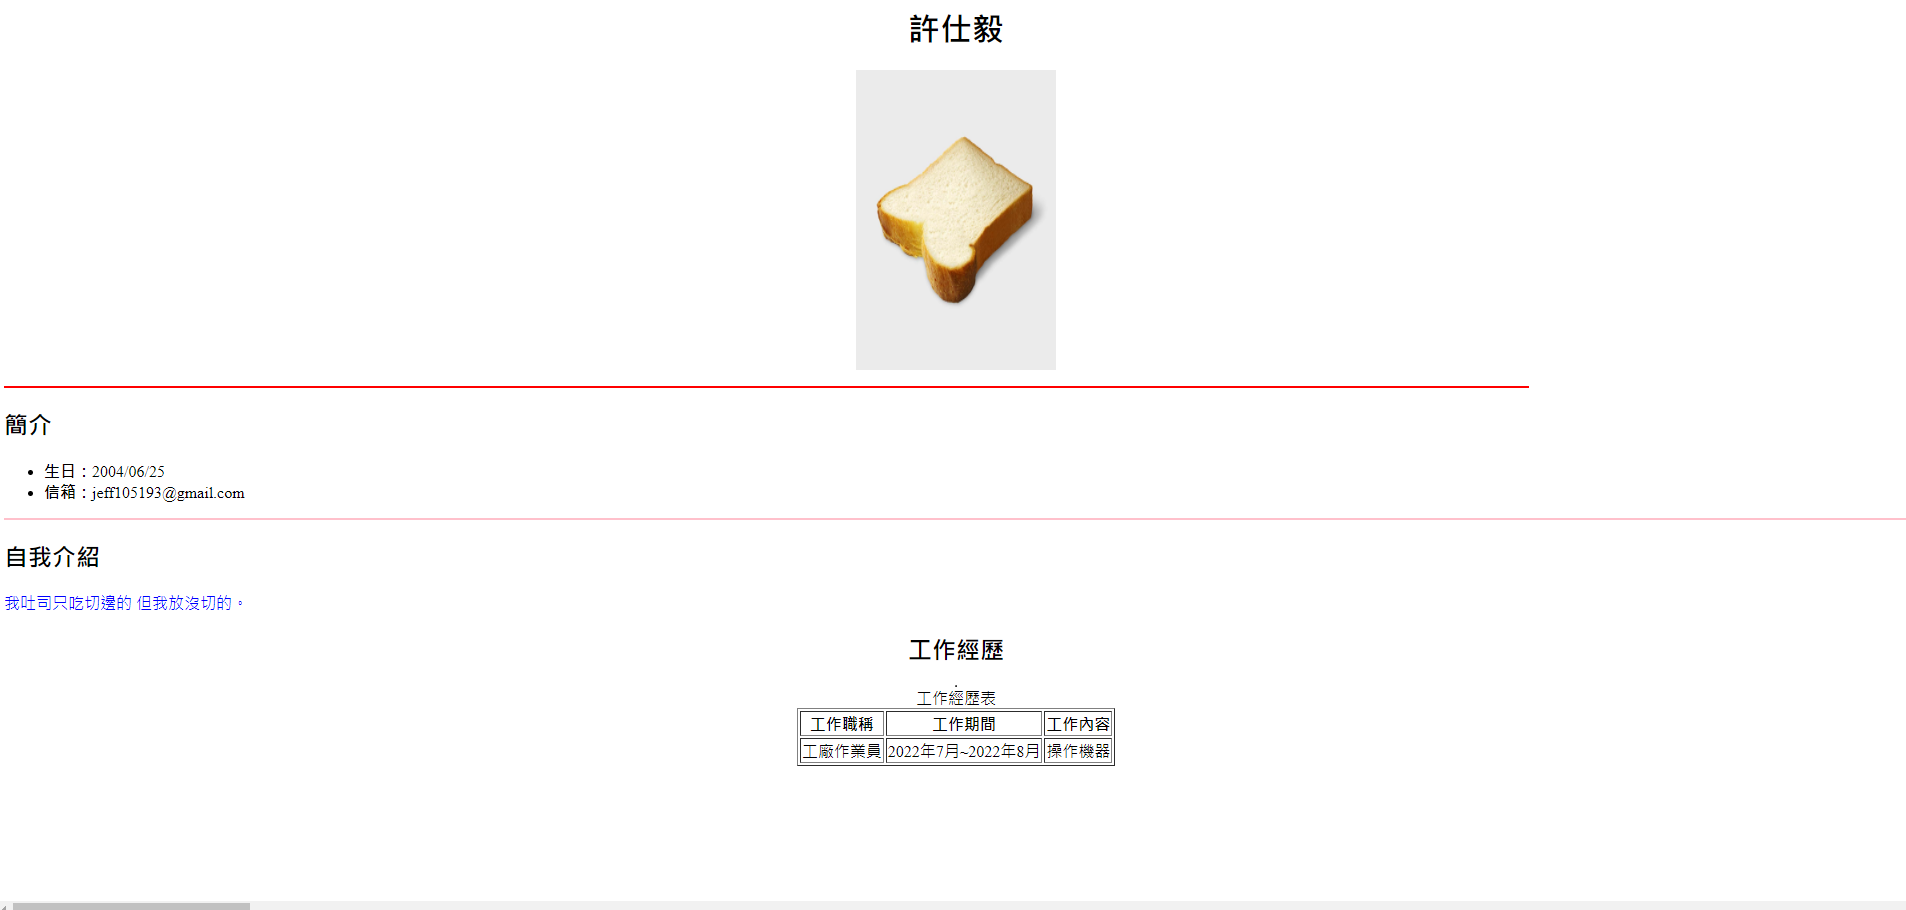 許仕毅
簡介
生日：2004/06/25
信箱：jeff105193@gmail.com
自我介紹
我吐司只吃切邊的 但我放沒切的。
工作經歷
.
工作經歷表
工作職稱 工作期間 工作內容
工廠作業員 2022年7月~2022年8月 操作機器